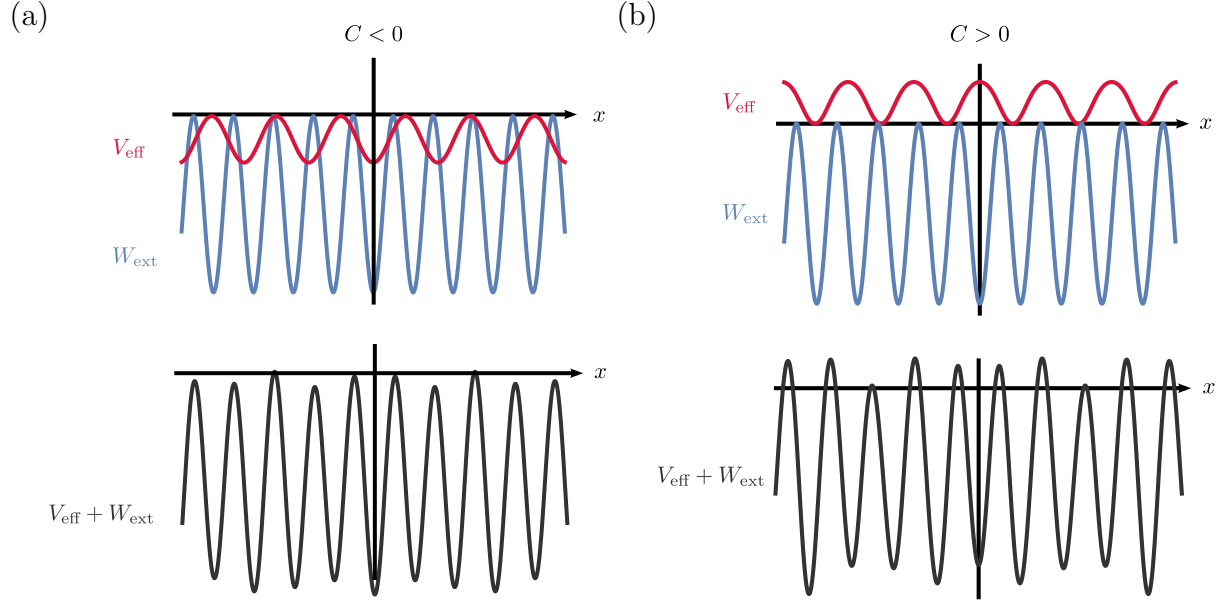 (a)
C < 0
x
V_eff
W_ext
x
V_eff + W_ext
(b)
C > 0
V_eff
x
W_ext
x
V_eff + W_ext